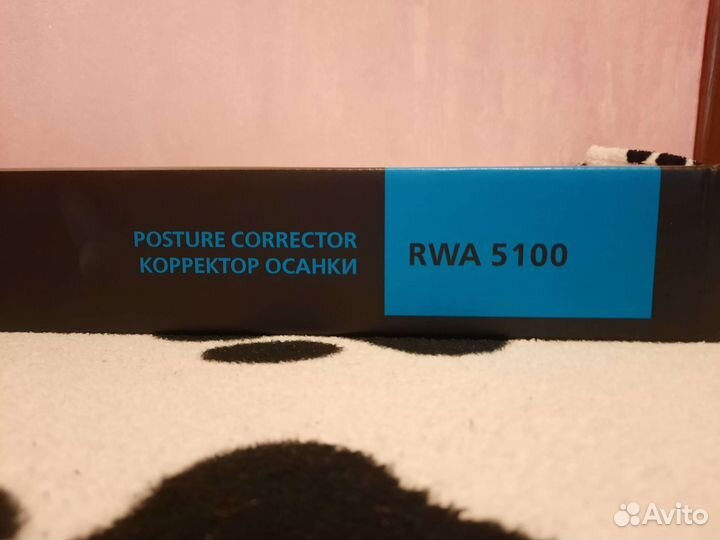 POSTURE CORRECTOR
КОРРЕКТОР ОСАНКИ
RWA 5100
Avito